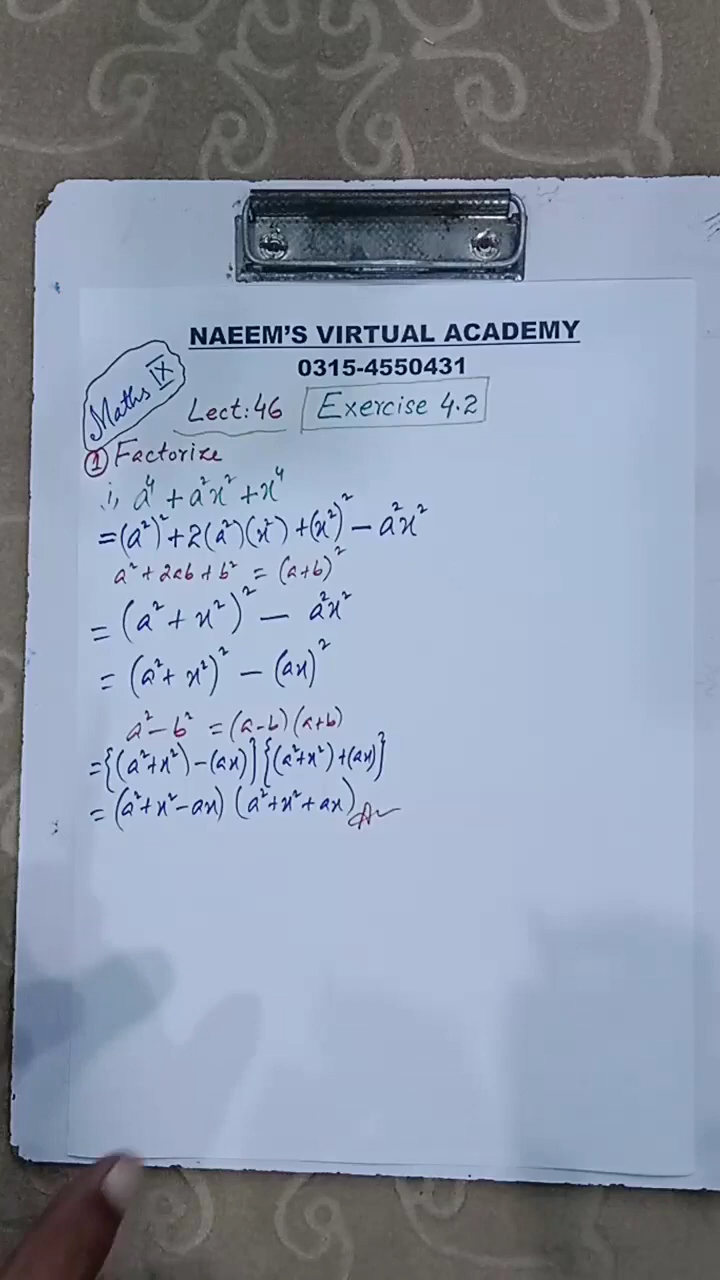 NAEEM'S VIRTUAL ACADEMY
0315-4550431
Maths IX
Lect: 46 Exercise 4.2
① Factorize
i, a⁴ + a²x² + x⁴
= (a²)² + 2(a²)(x²) + (x²)² − a²x²
a² + 2ab + b² = (a+b)²
= (a² + x²)² − a²x²
= (a² + x²)² − (ax)²
a² − b² = (a−b)(a+b)
= {(a²+x²) − (ax)} {(a²+x²) + (ax)}
= (a²+x²−ax) (a²+x²+ax)